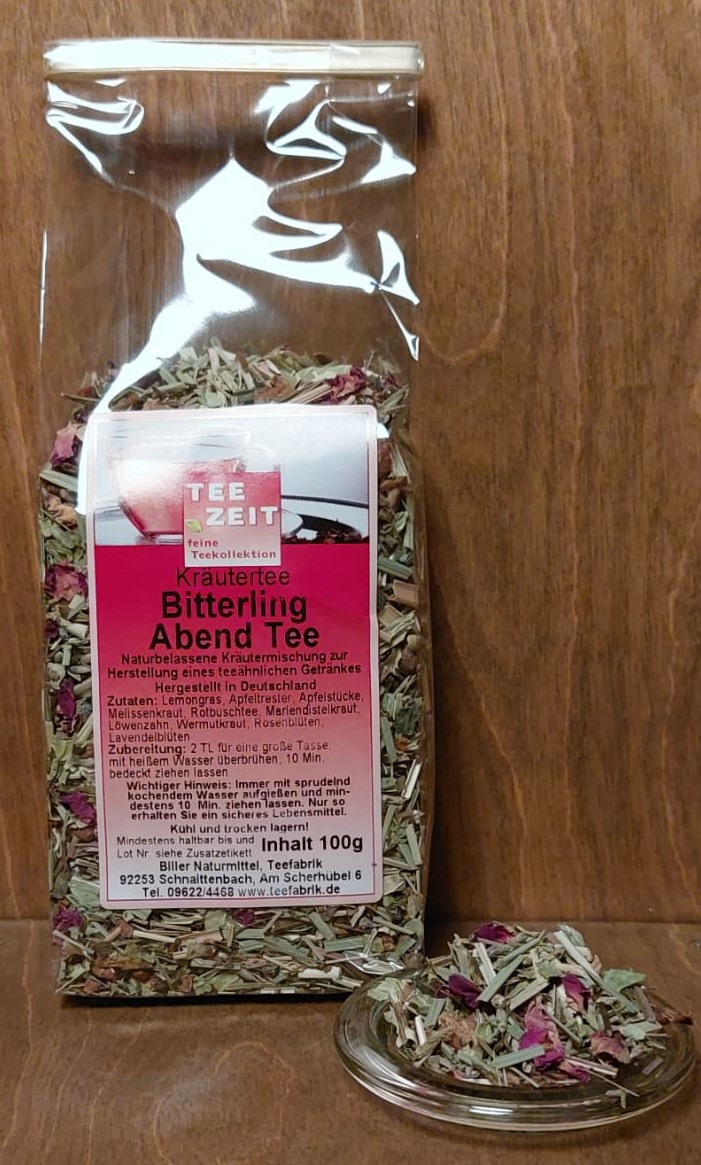 TEE
ZEIT
feine
Teekollektion
Kräutertee
Bitterling
Abend Tee
Naturbelassene Kräutermischung zur
Herstellung eines teeähnlichen Getränkes
Hergestellt in Deutschland
Zutaten: Lemongras, Apfeltrester, Apfelstücke,
Melissenkraut, Rotbuschtee, Mariendistelkraut,
Löwenzahn, Wermutkraut, Rosenblüten,
Lavendelblüten
Zubereitung: 2 TL für eine große Tasse,
mit heißem Wasser überbrühen, 10 Min.
bedeckt ziehen lassen
Wichtiger Hinweis: Immer mit sprudelnd
kochendem Wasser aufgießen und min-
destens 10 Min. ziehen lassen. Nur so
erhalten Sie ein sicheres Lebensmittel.
Kühl und trocken lagern!
Mindestens haltbar bis und
Lot Nr. siehe Zusatzetikett
Inhalt 100g
Biller Naturmittel, Teefabrik
92253 Schnaittenbach, Am Scherhübel 6
Tel. 09622/4468 www.teefabrik.de